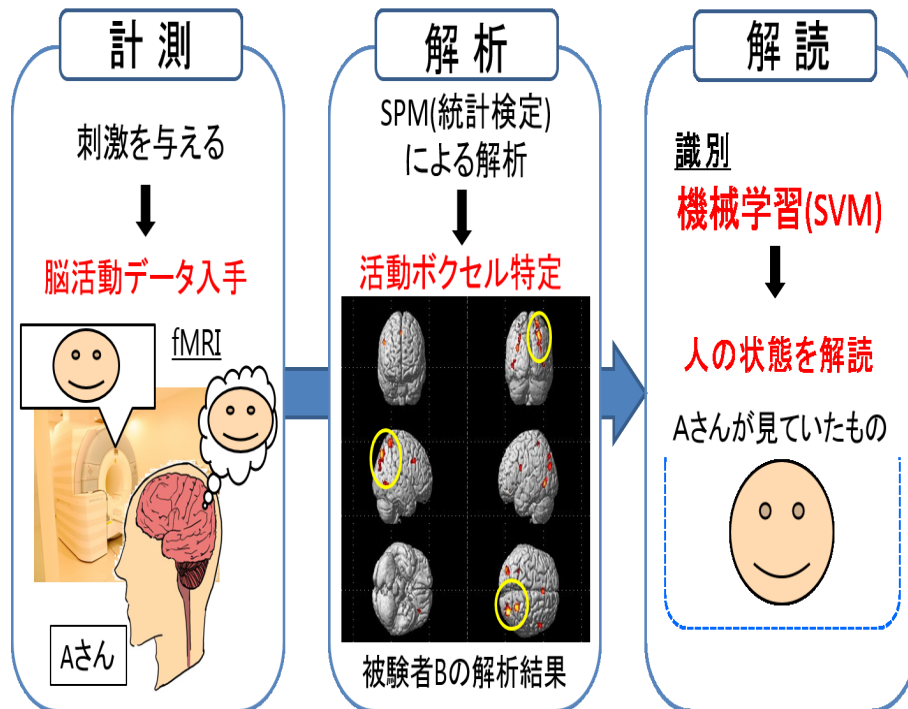 計測
刺激を与える
脳活動データ入手
fMRI
Aさん
解析
SPM(統計検定)
による解析
活動ボクセル特定
被験者Bの解析結果
解読
識別
機械学習(SVM)
人の状態を解読
Aさんが見ていたもの